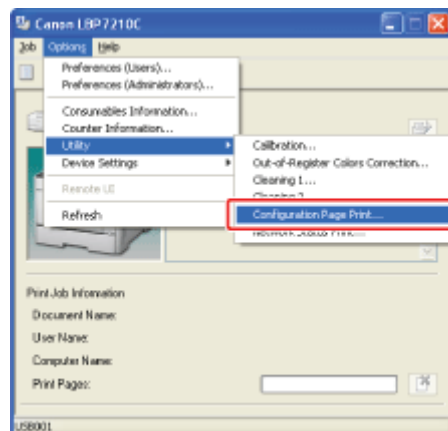 Canon LBP7210C
Job Options Help
Preferences (Users)...
Preferences (Administrators)...
Consumables Information...
Counter Information...
Utility
Calibration...
Device Settings
Out-of-Register Colors Correction...
Cleaning 1...
Remote UI
Cleaning 2...
Refresh
Configuration Page Print...
Network Status Print...
Print Job Information
Document Name:
User Name:
Computer Name:
Print Pages:
USB001